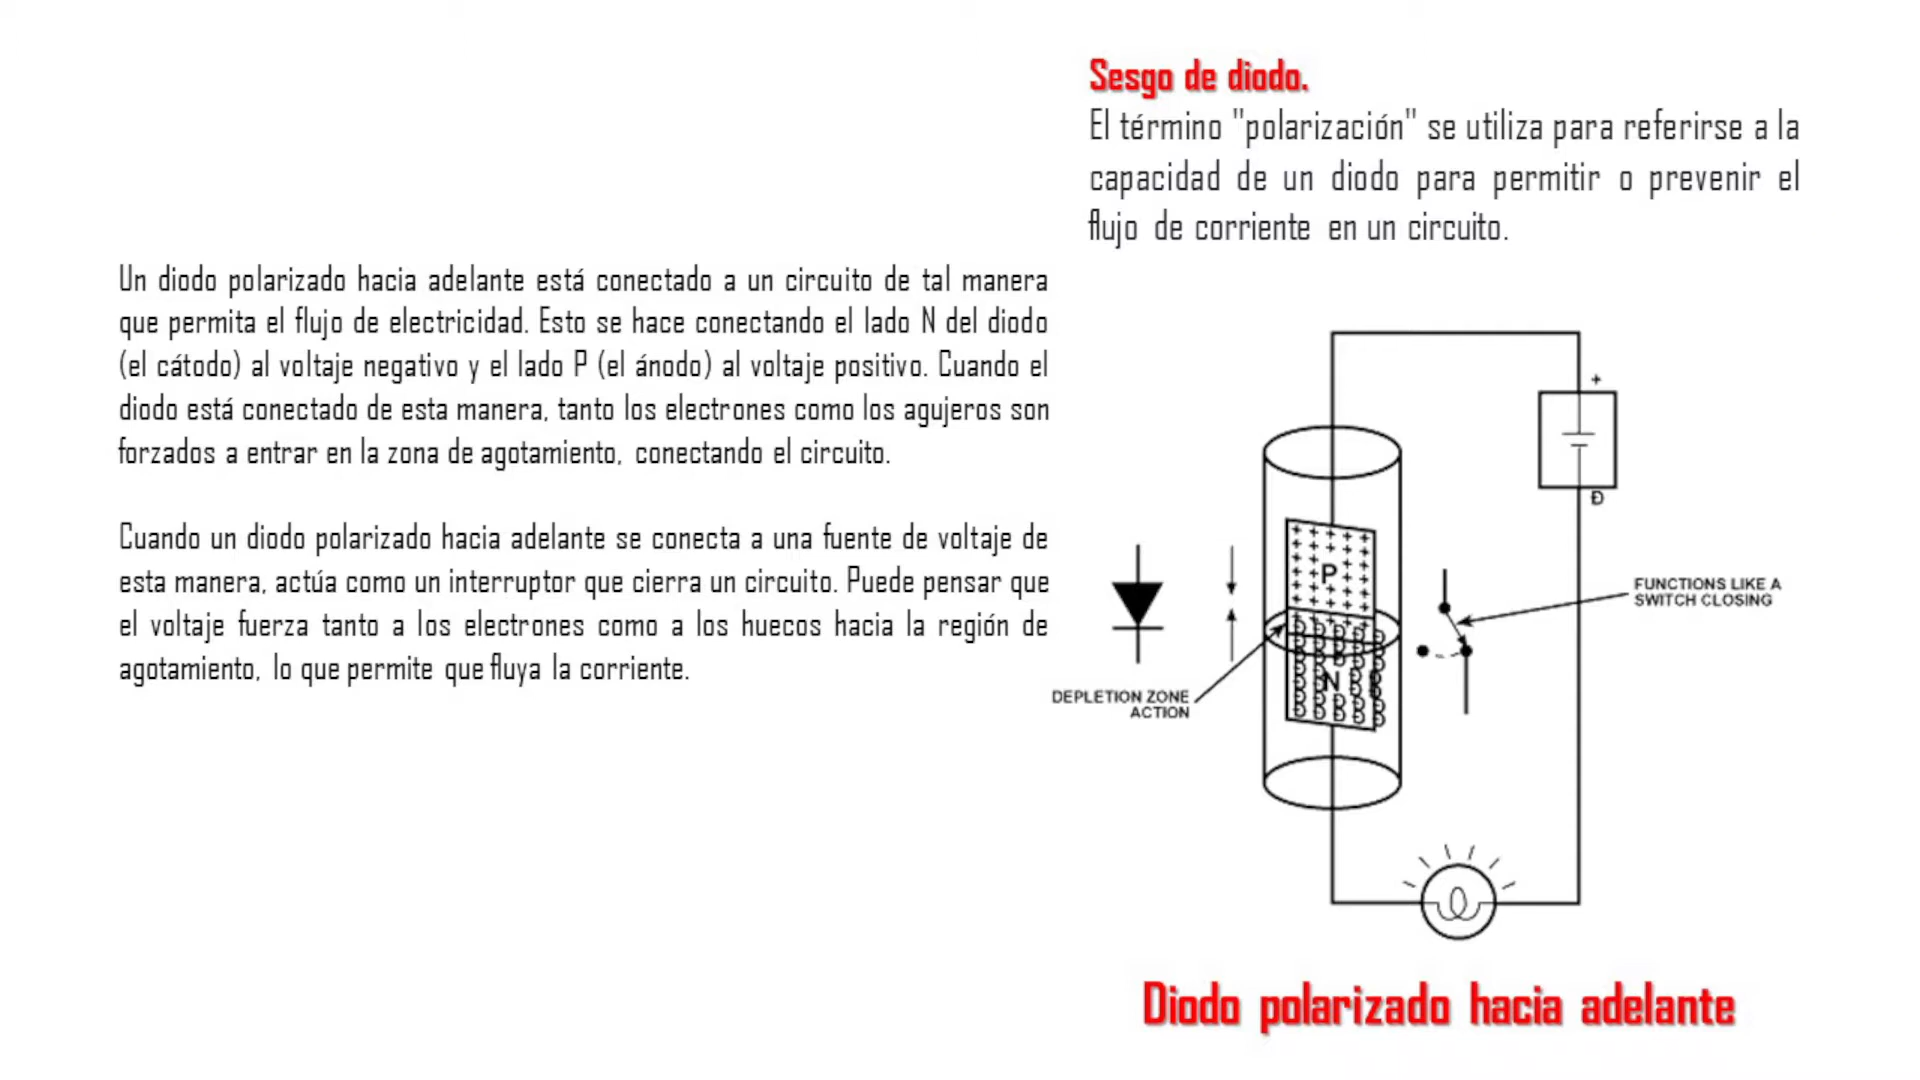 Sesgo de diodo.
El término "polarización" se utiliza para referirse a la
capacidad de un diodo para permitir o prevenir el
flujo de corriente en un circuito.
Un diodo polarizado hacia adelante está conectado a un circuito de tal manera
que permita el flujo de electricidad. Esto se hace conectando el lado N del diodo
(el cátodo) al voltaje negativo y el lado P (el ánodo) al voltaje positivo. Cuando el
diodo está conectado de esta manera, tanto los electrones como los agujeros son
forzados a entrar en la zona de agotamiento, conectando el circuito.
Cuando un diodo polarizado hacia adelante se conecta a una fuente de voltaje de
esta manera, actúa como un interruptor que cierra un circuito. Puede pensar que
el voltaje fuerza tanto a los electrones como a los huecos hacia la región de
agotamiento, lo que permite que fluya la corriente.
+
Đ
P
N
FUNCTIONS LIKE A
SWITCH CLOSING
DEPLETION ZONE
ACTION
Diodo polarizado hacia adelante